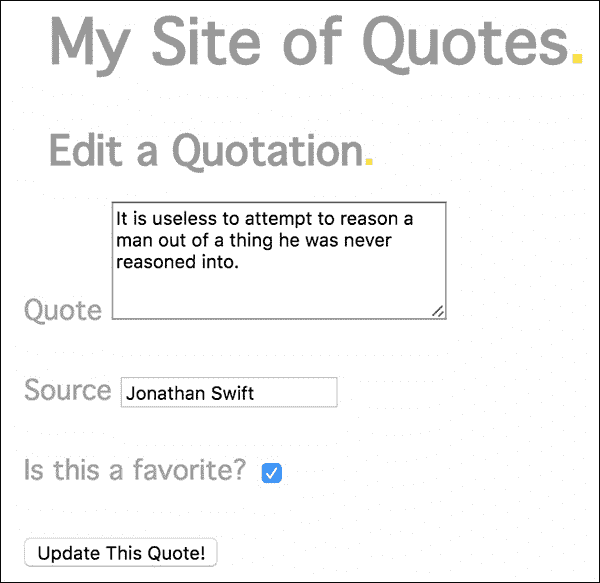 My Site of Quotes.
Edit a Quotation.
It is useless to attempt to reason a
man out of a thing he was never
reasoned into.
Quote
Source Jonathan Swift
Is this a favorite?
Update This Quote!